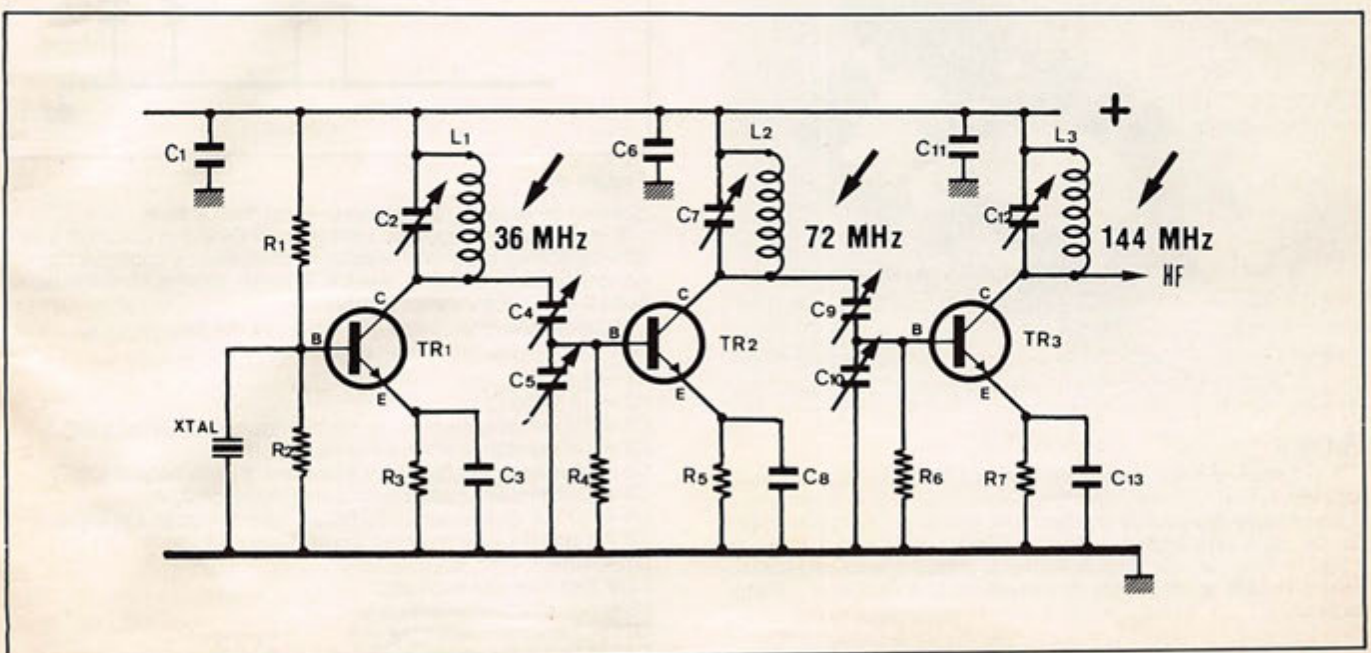 +
C1
R1
C2
L1
36 MHz
C6
C7
L2
72 MHz
C11
C12
L3
144 MHz
HF
XTAL
R2
B
C
E
TR1
R3
C3
C4
C5
R4
B
C
E
TR2
R5
C8
C9
C10
R6
B
C
E
TR3
R7
C13